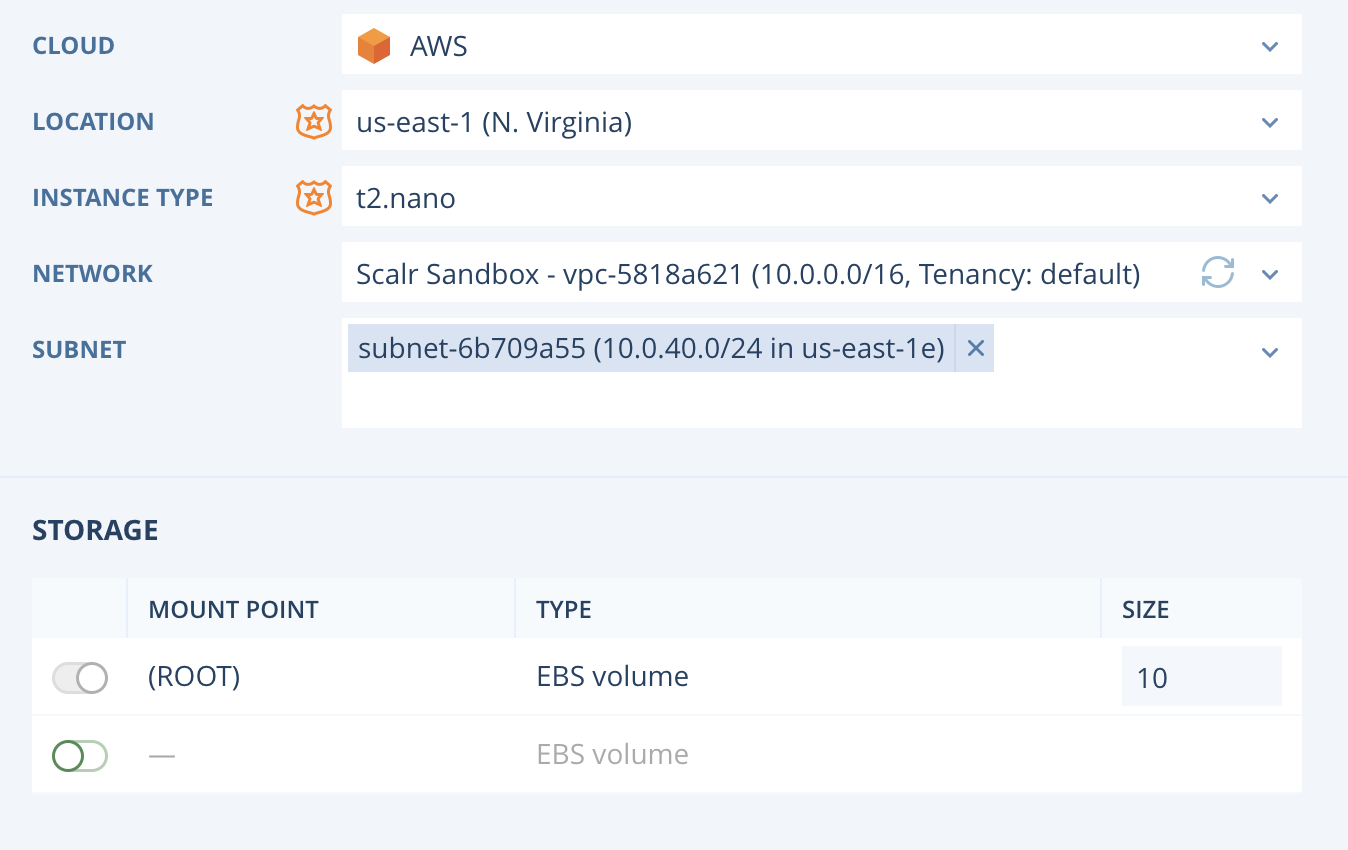 CLOUD AWS
LOCATION us-east-1 (N. Virginia)
INSTANCE TYPE t2.nano
NETWORK Scalr Sandbox - vpc-5818a621 (10.0.0.0/16, Tenancy: default)
SUBNET subnet-6b709a55 (10.0.40.0/24 in us-east-1e) ×
STORAGE
MOUNT POINT TYPE SIZE
(ROOT) EBS volume 10
— EBS volume